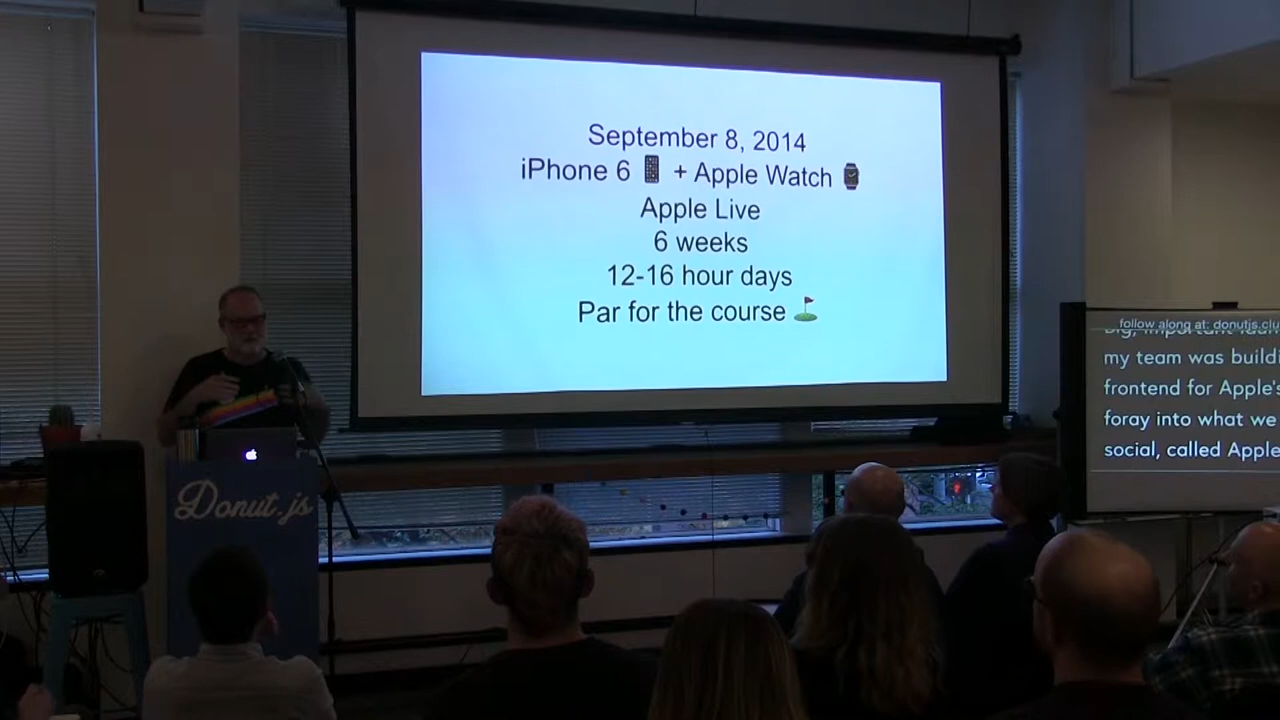 September 8, 2014
iPhone 6 📱 + Apple Watch ⌚
Apple Live
6 weeks
12-16 hour days
Par for the course ⛳
Donut.js
follow along at: donutjs.clu
my team was buildi
frontend for Apple's
foray into what we
social, called Apple